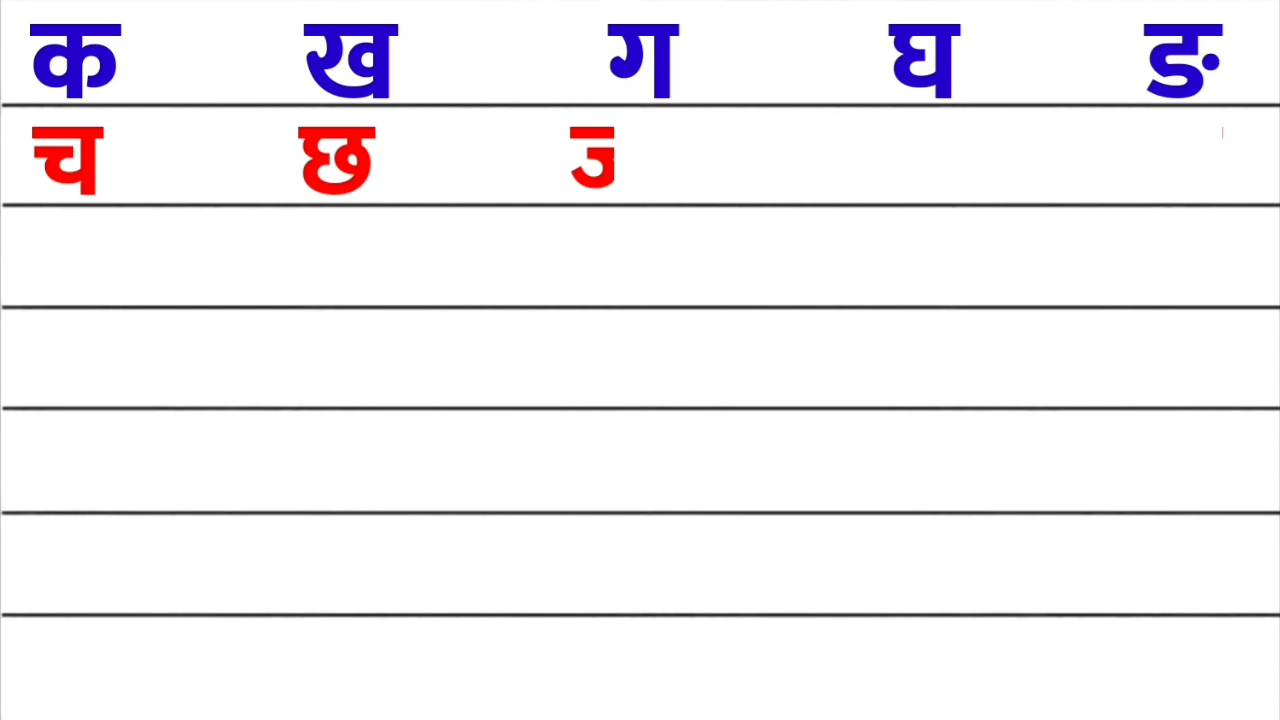 क ख ग घ ङ
च छ